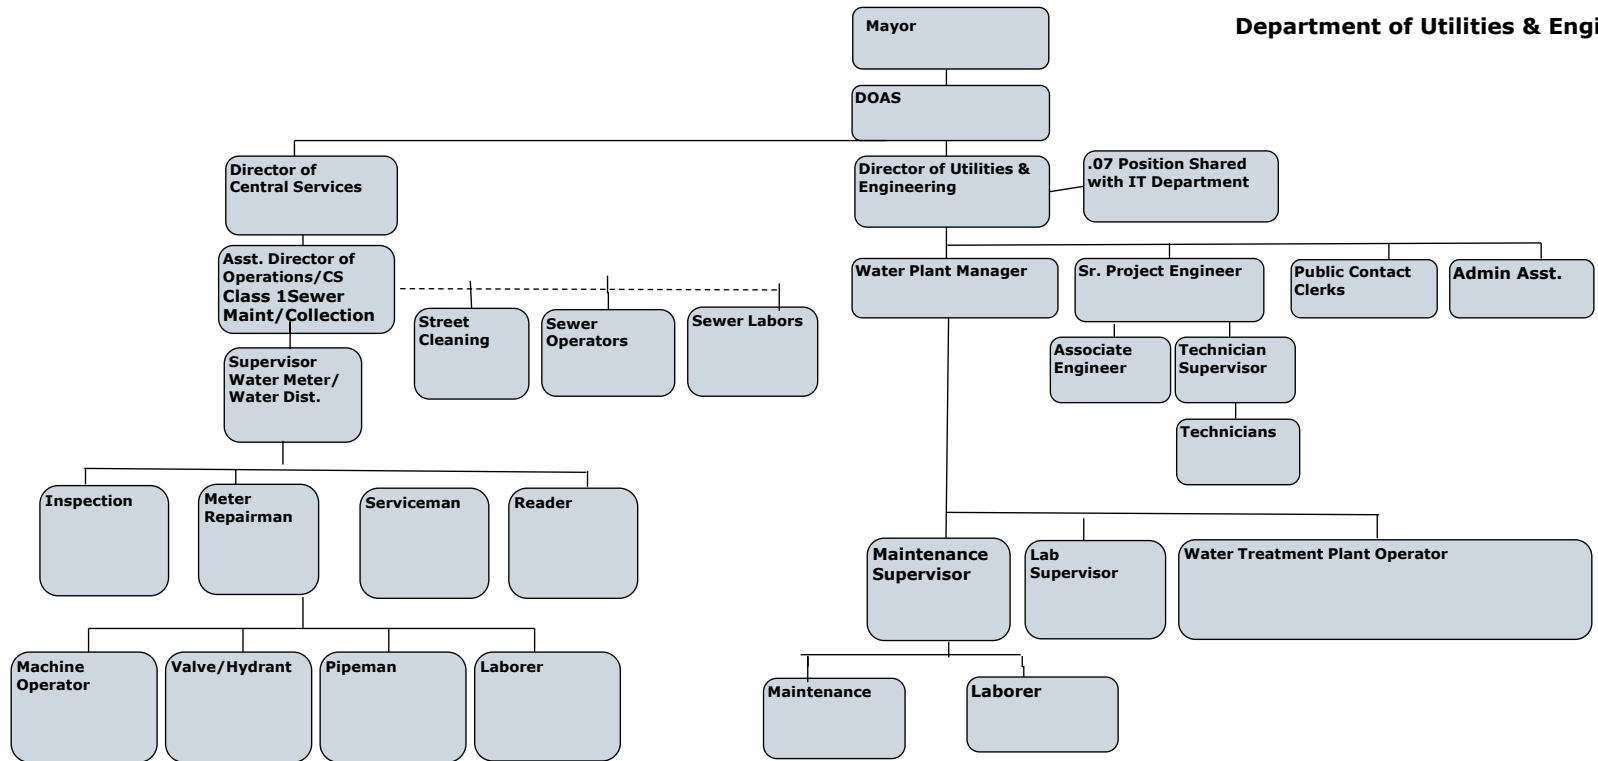 Mayor
Department of Utilities & Engi
DOAS
Director of
Central Services
Director of Utilities &
Engineering
.07 Position Shared
with IT Department
Asst. Director of
Operations/CS
Class 1Sewer
Maint/Collection
Street
Cleaning
Sewer
Operators
Sewer Labors
Water Plant Manager
Sr. Project Engineer
Public Contact
Clerks
Admin Asst.
Supervisor
Water Meter/
Water Dist.
Associate
Engineer
Technician
Supervisor
Technicians
Inspection
Meter
Repairman
Serviceman
Reader
Maintenance
Supervisor
Lab
Supervisor
Water Treatment Plant Operator
Machine
Operator
Valve/Hydrant
Pipeman
Laborer
Maintenance
Laborer